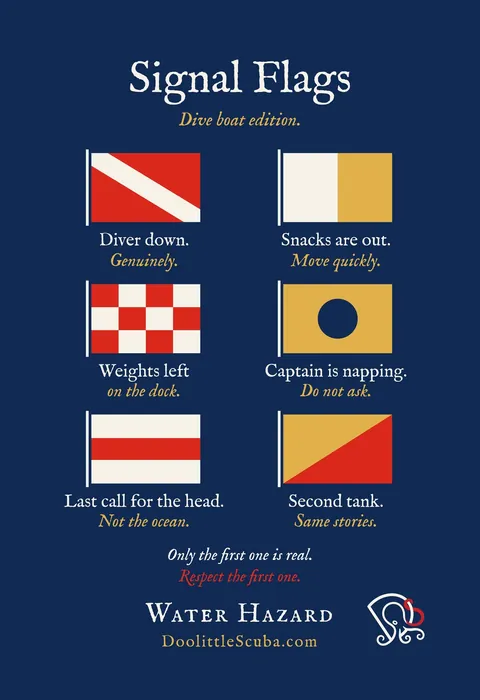 Signal Flags
Dive boat edition.
Diver down.
Genuinely.
Snacks are out.
Move quickly.
Weights left
on the dock.
Captain is napping.
Do not ask.
Last call for the head.
Not the ocean.
Second tank.
Same stories.
Only the first one is real.
Respect the first one.
Water Hazard
DoolittleScuba.com